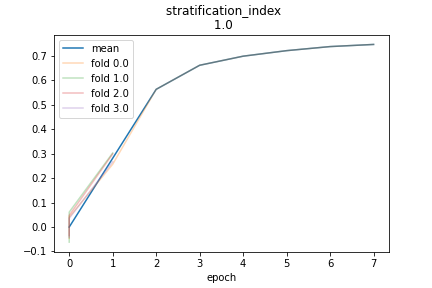 stratification_index
1.0
mean
fold 0.0
fold 1.0
fold 2.0
fold 3.0
0.7
0.6
0.5
0.4
0.3
0.2
0.1
0.0
−0.1
0 1 2 3 4 5 6 7
epoch